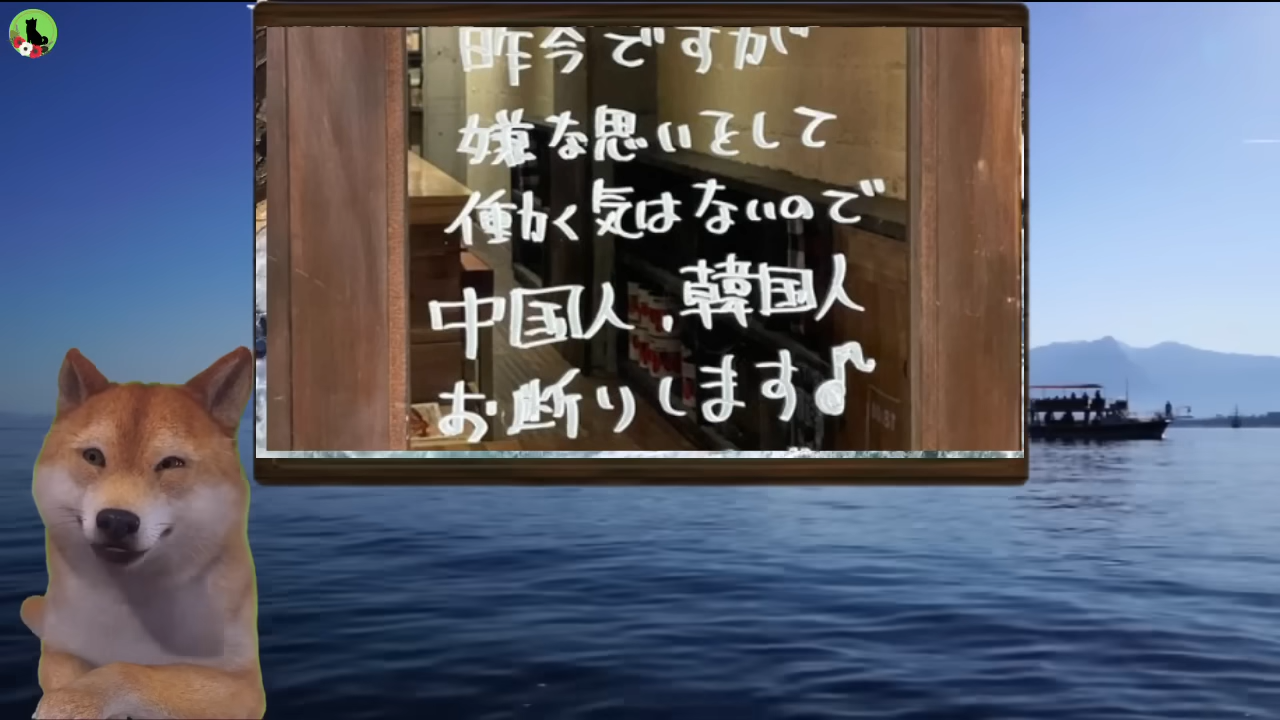 昨今ですが
嫌な思いをして
働く気はないので
中国人、韓国人
お断りします♪